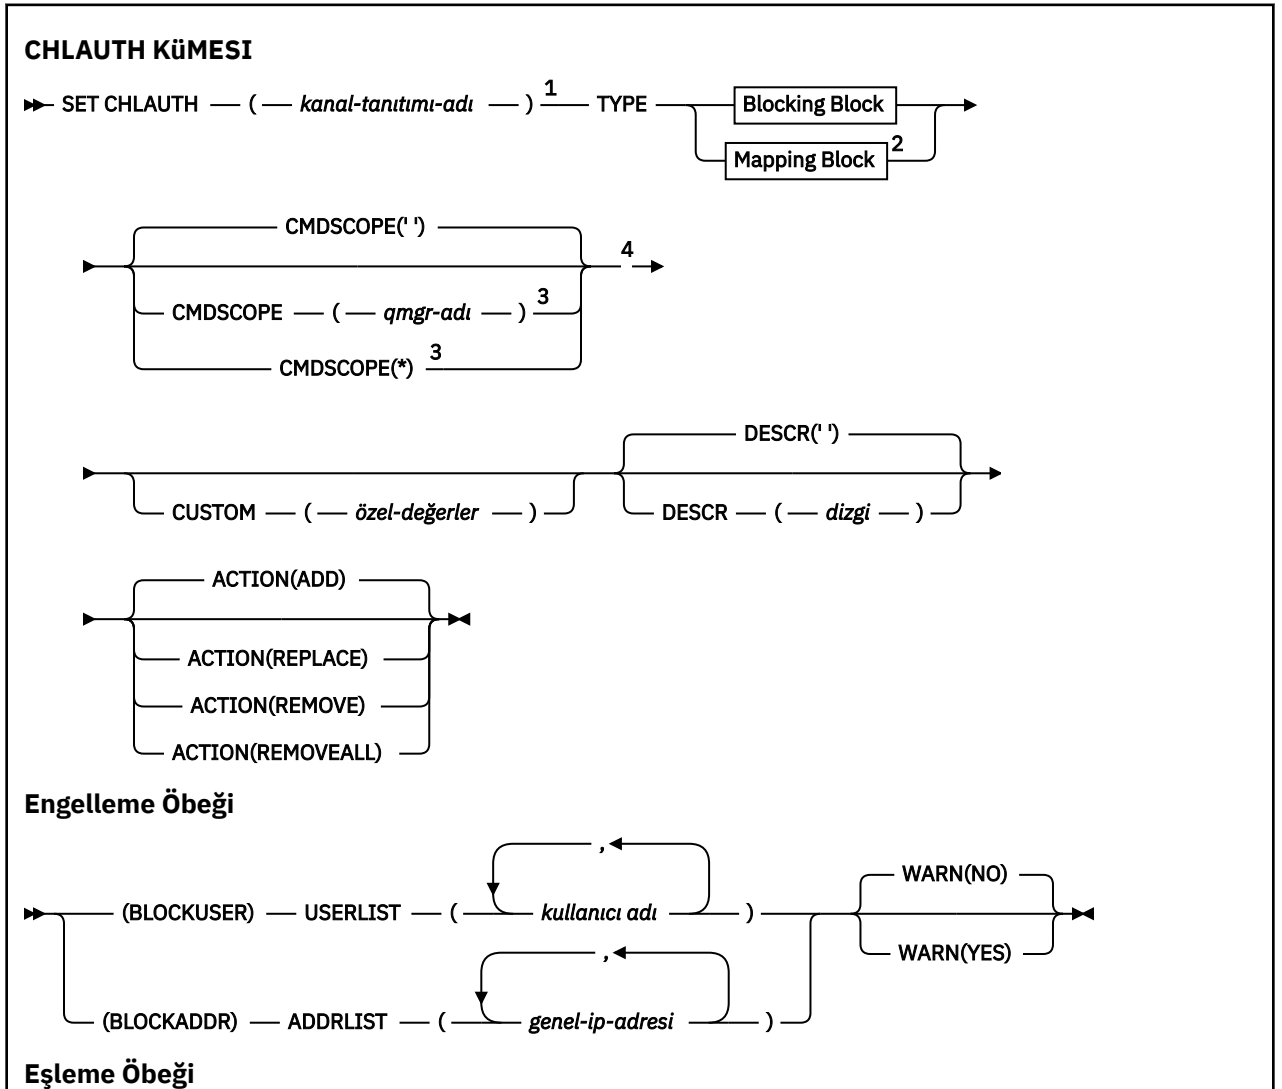 CHLAUTH KüMESI
SET CHLAUTH ( kanal-tanıtımı-adı ) 1 TYPE Blocking Block
Mapping Block 2
CMDSCOPE(' ')
4
CMDSCOPE ( qmgr-adı ) 3
CMDSCOPE(*) 3
DESCR(' ')
CUSTOM ( özel-değerler ) DESCR ( dizgi )
ACTION(ADD)
ACTION(REPLACE)
ACTION(REMOVE)
ACTION(REMOVEALL)
Engelleme Öbeği
,
WARN(NO)
(BLOCKUSER) USERLIST ( kullanıcı adı )
WARN(YES)
,
(BLOCKADDR) ADDRLIST ( genel-ip-adresi )
Eşleme Öbeği